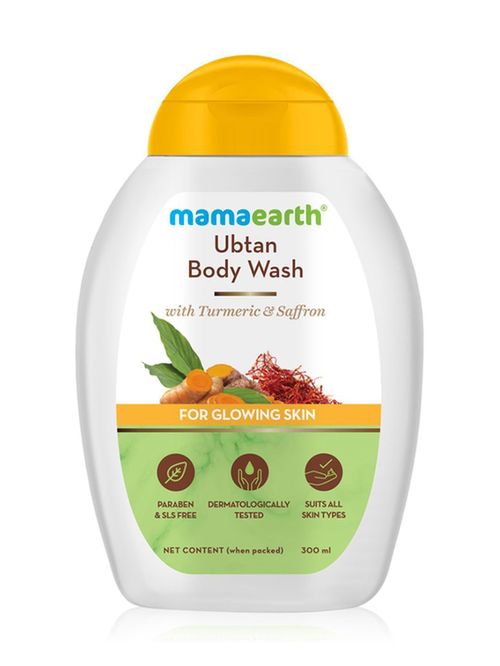 mamaearth®
Ubtan
Body Wash
with Turmeric & Saffron
FOR GLOWING SKIN
PARABEN
& SLS FREE
DERMATOLOGICALLY
TESTED
SUITS ALL
SKIN TYPES
NET CONTENT (when packed) 300 ml